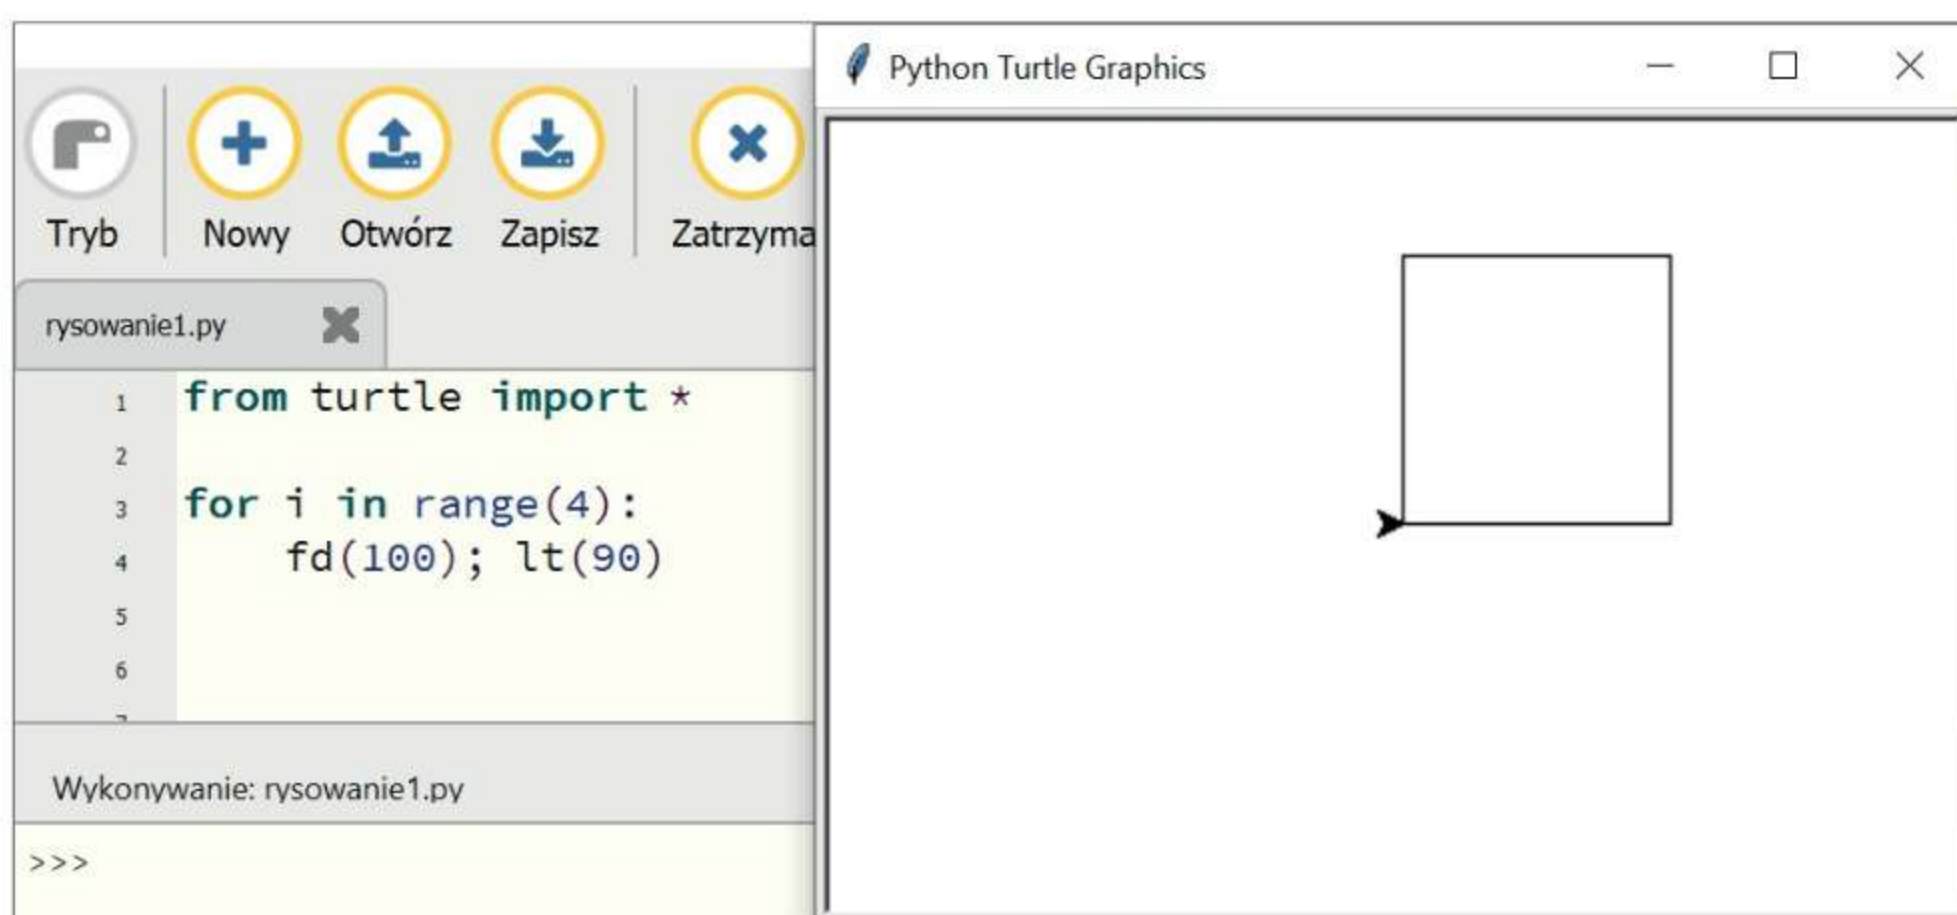 Python Turtle Graphics
Tryb
Nowy
Otwórz
Zapisz
Zatrzyma
rysowanie1.py
1 from turtle import *
2
3 for i in range(4):
4 fd(100); lt(90)
5
6
7
Wykonywanie: rysowanie1.py
>>>